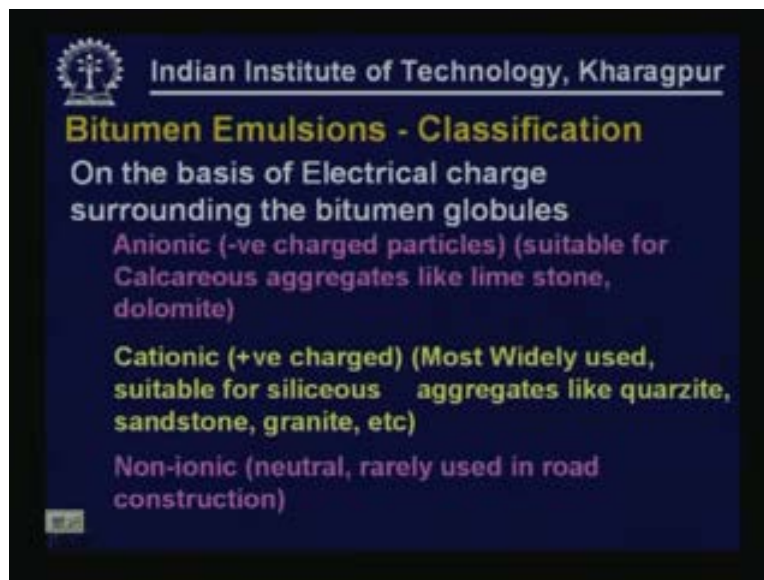 Indian Institute of Technology, Kharagpur
Bitumen Emulsions - Classification
On the basis of Electrical charge
surrounding the bitumen globules
Anionic (-ve charged particles) (suitable for
Calcareous aggregates like lime stone,
dolomite)
Cationic (+ve charged) (Most Widely used,
suitable for siliceous aggregates like quarzite,
sandstone, granite, etc)
Non-ionic (neutral, rarely used in road
construction)